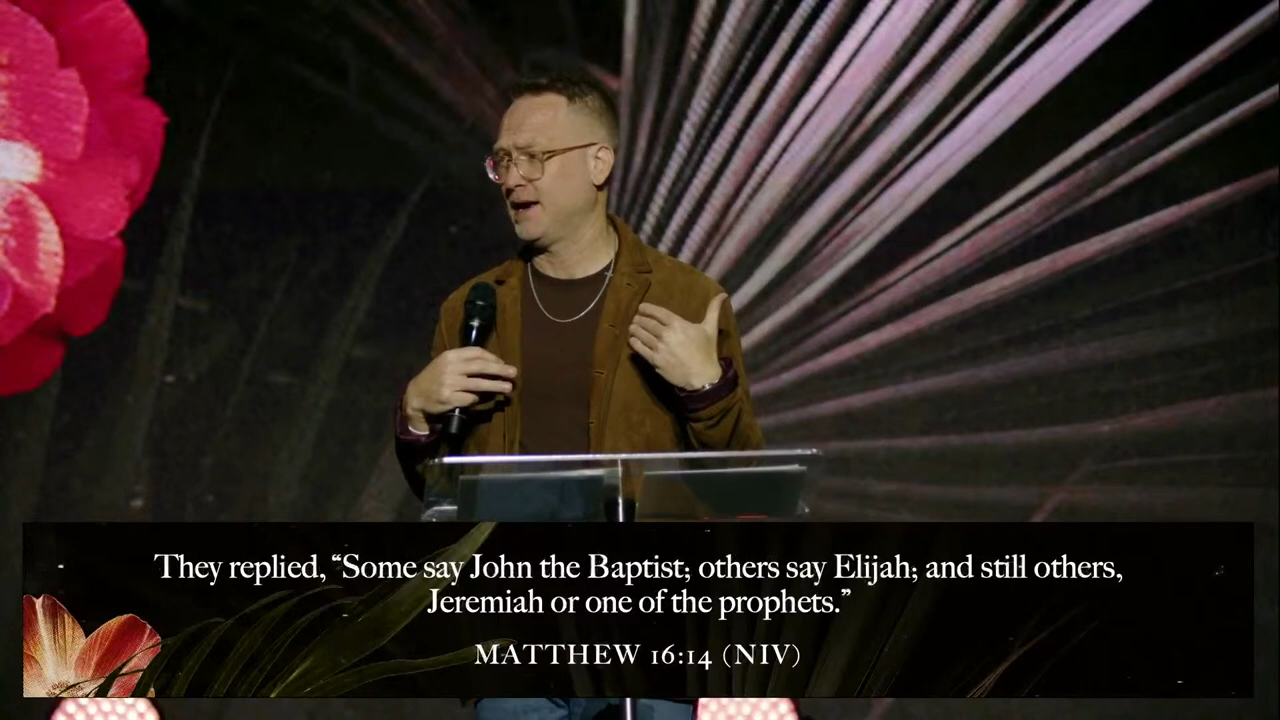 They replied, “Some say John the Baptist; others say Elijah; and still others,
Jeremiah or one of the prophets.”
MATTHEW 16:14 (NIV)